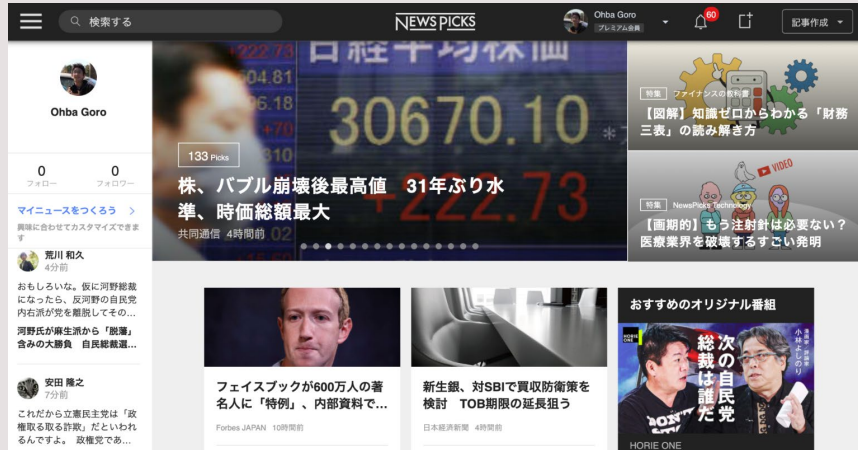 検索する
NEWSPICKS
Ohba Goro
プレミアム会員
60
記事作成
Ohba Goro
0
0
フォロー
フォロワー
マイニュースをつくろう
興味に合わせてカスタマイズできま
す
荒川 和久
4分前
おもしろいな。仮に河野総裁
になったら、反河野の自民党
内右派が党を離脱してその...
河野氏が麻生派から「脱藩」
含みの大勝負 自民総裁選...
安田 隆之
7分前
これだから立憲民主党は「政
権取る取る詐欺」だといわれ
るんですよ。 政権党であ...
日経平均株価
30670.10
+222.73
133 Picks
株、バブル崩壊後最高値 31年ぶり水
準、時価総額最大
共同通信 4時間前
特集 ファイナンスの教科書
【図解】知識ゼロからわかる「財務
三表」の読み解き方
VIDEO
特集 NewsPicks Technology
【画期的】もう注射針は必要ない？
医療業界を破壊するすごい発明
フェイスブックが600万人の著
名人に「特例」、内部資料で...
Forbes JAPAN 10時間前
新生銀、対SBIで買収防衛策を
検討 TOB期限の延長狙う
日本経済新聞 4時間前
おすすめのオリジナル番組
HORIE
ONE
次の自民党
総裁は誰だ
小林よしのり
HORIE ONE